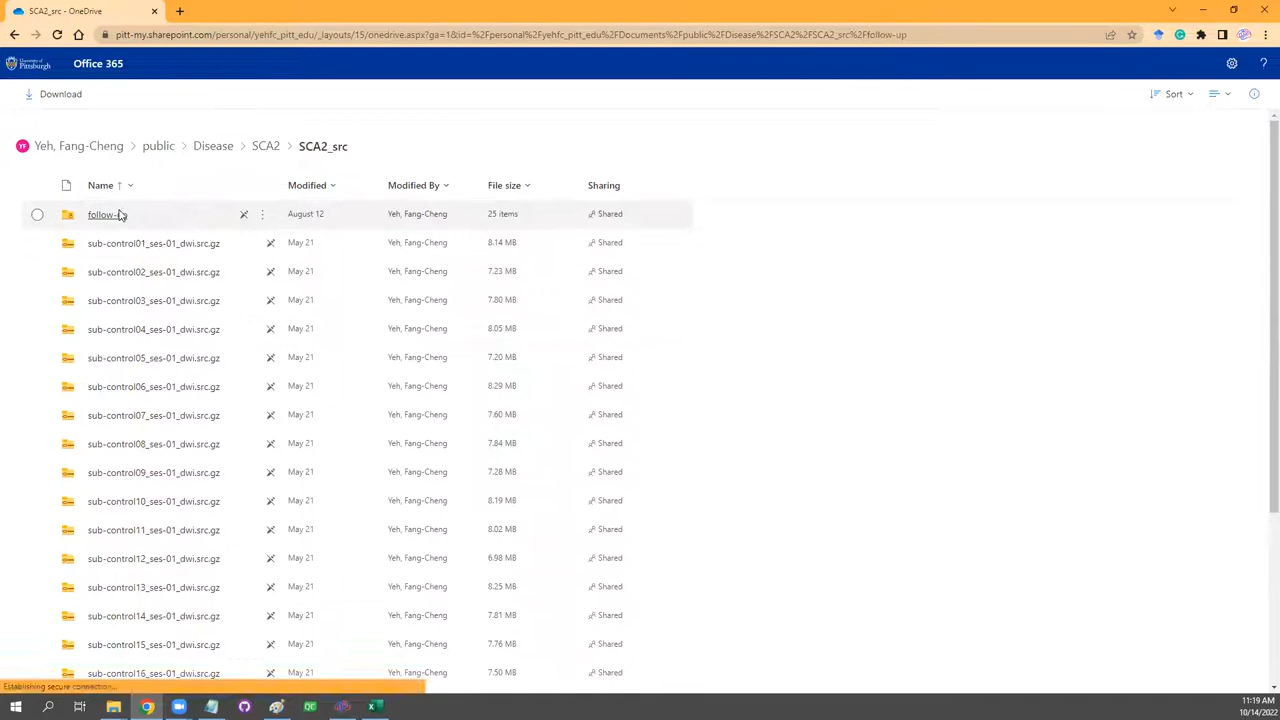 SCA2_src - OneDrive
pitt-my.sharepoint.com/personal/yehfc_pitt_edu/_layouts/15/onedrive.aspx?ga=1&id=%2Fpersonal%2Fyehfc_pitt_edu%2FDocuments%2Fpublic%2FDisease%2FSCA2%2FSCA2_src%2Ffollow-up
University of Pittsburgh Office 365
Download Sort
Yeh, Fang-Cheng > public > Disease > SCA2 > SCA2_src
Name Modified Modified By File size Sharing
follow- August 12 Yeh, Fang-Cheng 25 items Shared
sub-control01_ses-01_dwi.src.gz May 21 Yeh, Fang-Cheng 8.14 MB Shared
sub-control02_ses-01_dwi.src.gz May 21 Yeh, Fang-Cheng 7.23 MB Shared
sub-control03_ses-01_dwi.src.gz May 21 Yeh, Fang-Cheng 7.80 MB Shared
sub-control04_ses-01_dwi.src.gz May 21 Yeh, Fang-Cheng 8.05 MB Shared
sub-control05_ses-01_dwi.src.gz May 21 Yeh, Fang-Cheng 7.20 MB Shared
sub-control06_ses-01_dwi.src.gz May 21 Yeh, Fang-Cheng 8.29 MB Shared
sub-control07_ses-01_dwi.src.gz May 21 Yeh, Fang-Cheng 7.60 MB Shared
sub-control08_ses-01_dwi.src.gz May 21 Yeh, Fang-Cheng 7.84 MB Shared
sub-control09_ses-01_dwi.src.gz May 21 Yeh, Fang-Cheng 7.28 MB Shared
sub-control10_ses-01_dwi.src.gz May 21 Yeh, Fang-Cheng 8.19 MB Shared
sub-control11_ses-01_dwi.src.gz May 21 Yeh, Fang-Cheng 8.02 MB Shared
sub-control12_ses-01_dwi.src.gz May 21 Yeh, Fang-Cheng 6.98 MB Shared
sub-control13_ses-01_dwi.src.gz May 21 Yeh, Fang-Cheng 8.25 MB Shared
sub-control14_ses-01_dwi.src.gz May 21 Yeh, Fang-Cheng 7.81 MB Shared
sub-control15_ses-01_dwi.src.gz May 21 Yeh, Fang-Cheng 7.76 MB Shared
sub-control16_ses-01_dwi.src.gz May 21 Yeh, Fang-Cheng 7.50 MB Shared
Establishing secure connection...
11:19 AM
10/14/2022